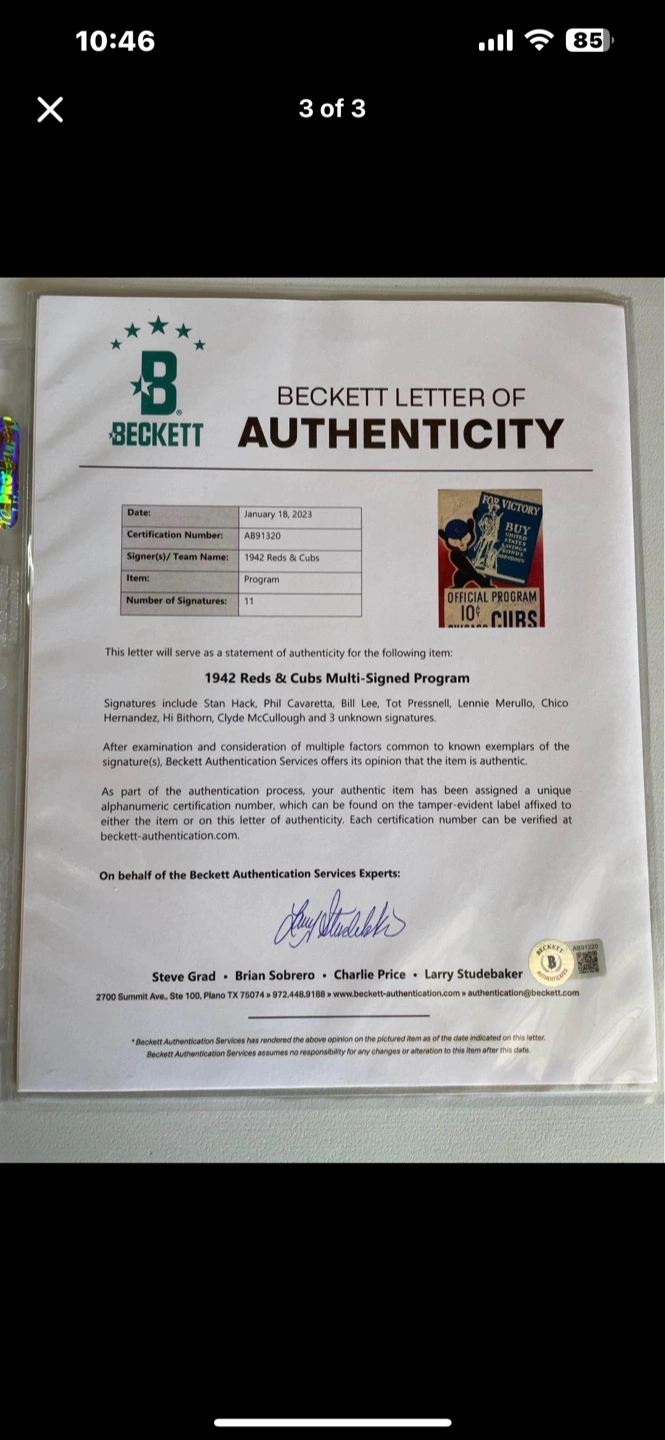 10:46
85
3 of 3
BECKETT LETTER OF
AUTHENTICITY
B
BECKETT
Date: January 18, 2023
Certification Number: AB91320
Signer(s)/ Team Name: 1942 Reds & Cubs
Item: Program
Number of Signatures: 11
FOR VICTORY
BUY
UNITED
STATES
SAVINGS
BONDS
OFFICIAL PROGRAM
10¢ CUBS
This letter will serve as a statement of authenticity for the following item:
1942 Reds & Cubs Multi-Signed Program
Signatures include Stan Hack, Phil Cavaretta, Bill Lee, Tot Pressnell, Lennie Merullo, Chico
Hernandez, Hi Bithorn, Clyde McCullough and 3 unknown signatures.
After examination and consideration of multiple factors common to known exemplars of the
signature(s), Beckett Authentication Services offers its opinion that the item is authentic.
As part of the authentication process, your authentic item has been assigned a unique
alphanumeric certification number, which can be found on the tamper-evident label affixed to
either the item or on this letter of authenticity. Each certification number can be verified at
beckett-authentication.com.
On behalf of the Beckett Authentication Services Experts:
Larry Studebaker
BECKETT
B
AUTHENTICATED
AB91320
Steve Grad • Brian Sobrero • Charlie Price • Larry Studebaker
2700 Summit Ave., Ste 100, Plano TX 75074 » 972.448.9188 » www.beckett-authentication.com » authentication@beckett.com
*Beckett Authentication Services has rendered the above opinion on the pictured item as of the date indicated on this letter.
Beckett Authentication Services assumes no responsibility for any changes or alteration to this item after this date.